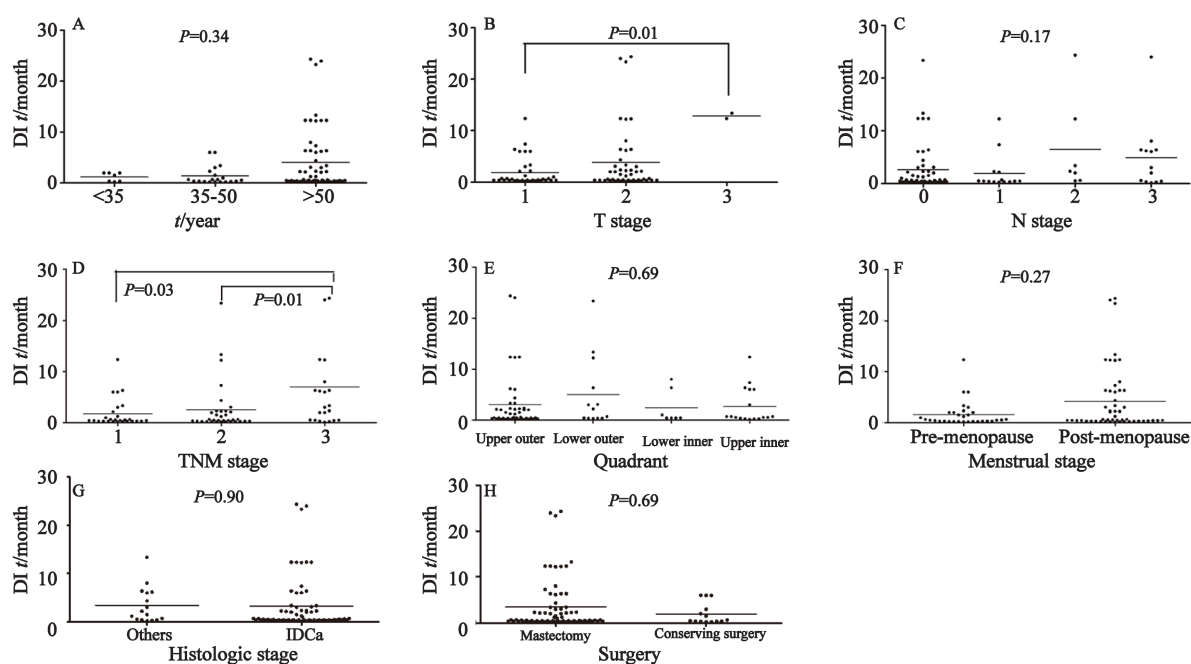 A
P=0.34
30
20
10
0
DI t/month
<35
35-50
>50
t/year
B
P=0.01
30
20
10
0
DI t/month
1
2
3
T stage
C
P=0.17
30
20
10
0
DI t/month
0
1
2
3
N stage
D
P=0.03
P=0.01
30
20
10
0
DI t/month
1
2
3
TNM stage
E
P=0.69
30
20
10
0
DI t/month
Upper outer
Lower outer
Lower inner
Upper inner
Quadrant
F
P=0.27
30
20
10
0
DI t/month
Pre-menopause
Post-menopause
Menstrual stage
G
P=0.90
30
20
10
0
DI t/month
Others
IDCa
Histologic stage
H
P=0.69
30
20
10
0
DI t/month
Mastectomy
Conserving surgery
Surgery